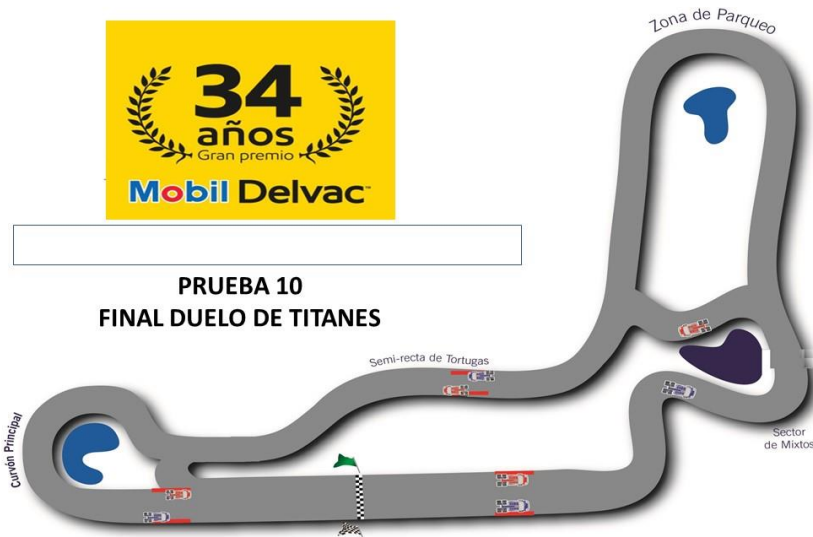 Zona de Parqueo
34
años
Gran premio
Mobil Delvac™
PRUEBA 10
FINAL DUELO DE TITANES
Semi-recta de Tortugas
Curvón Principal
Sector
de Mixtos